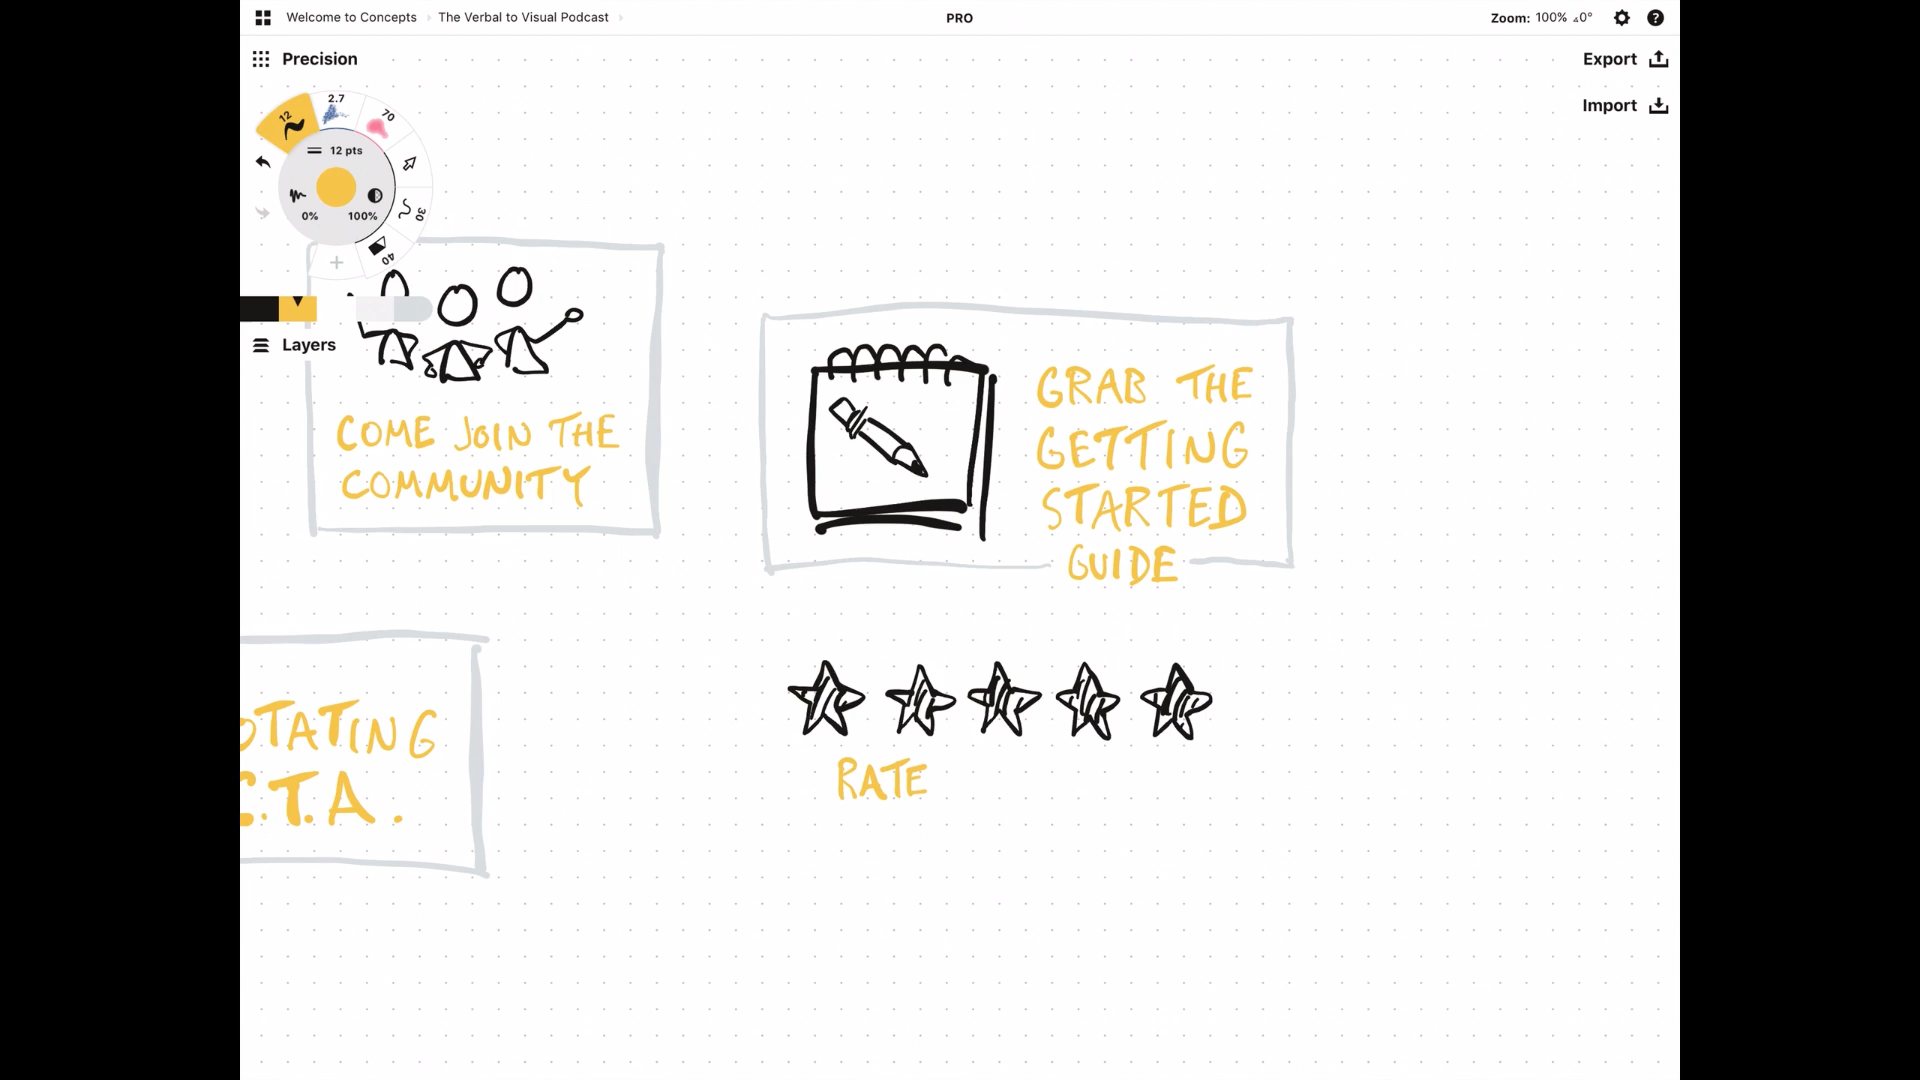 Welcome to Concepts
The Verbal to Visual Podcast
PRO
Zoom: 100% ⊿0°
Precision
Export
Import
12
2.7
70
30
40
12 pts
0%
100%
Layers
COME JOIN THE
COMMUNITY
GRAB THE
GETTING
STARTED
GUIDE
OTATING
C.T.A.
RATE